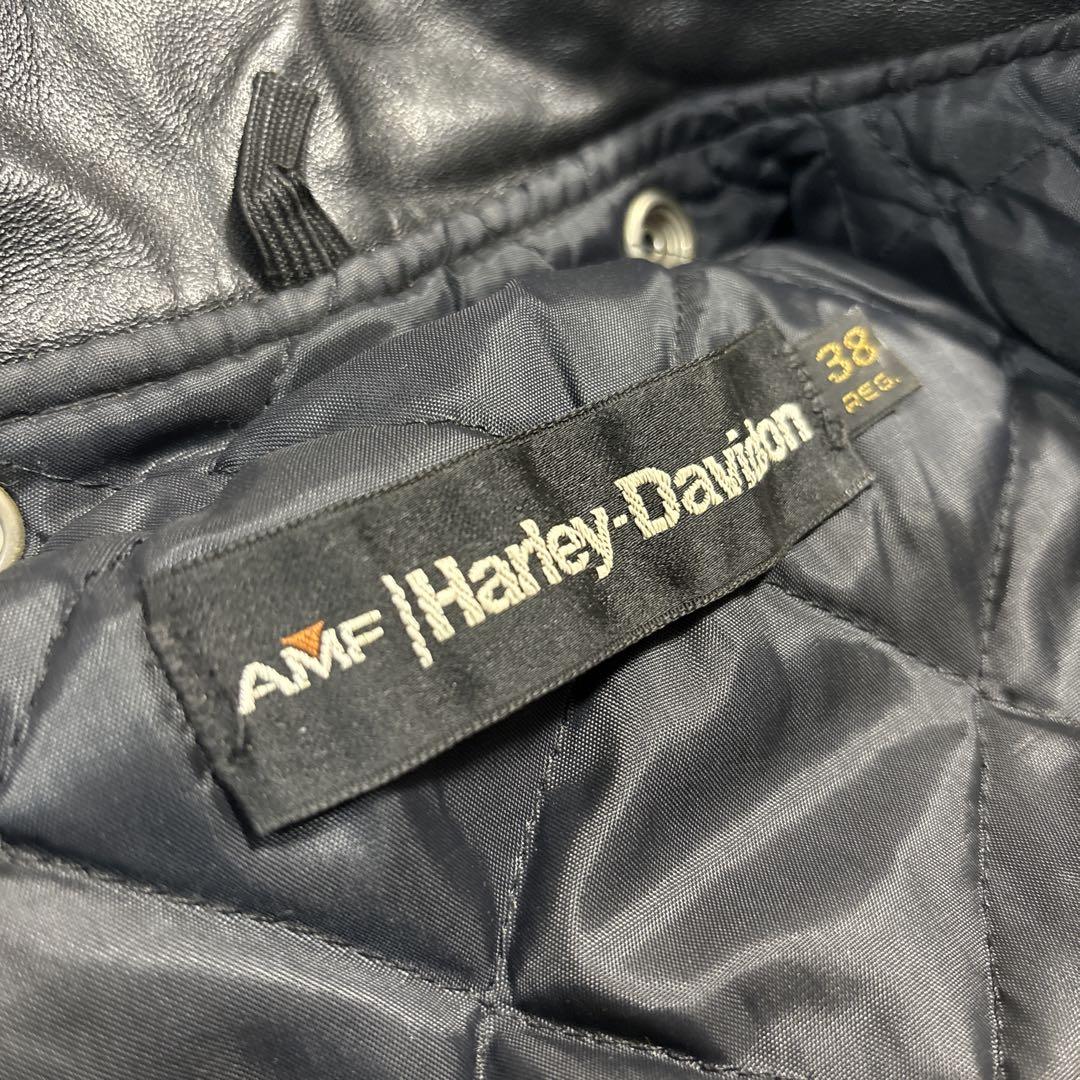 AMF | Harley-Davidson
38
REG.